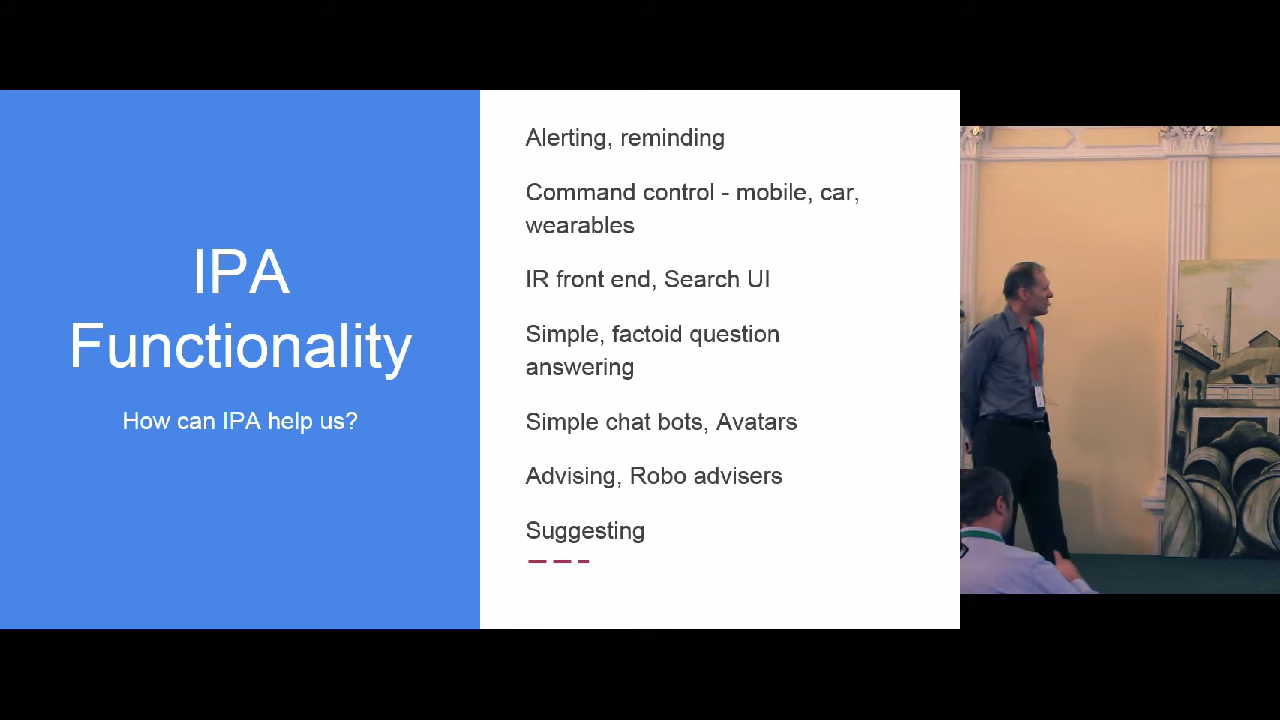 IPA
Functionality
How can IPA help us?
Alerting, reminding
Command control - mobile, car,
wearables
IR front end, Search UI
Simple, factoid question
answering
Simple chat bots, Avatars
Advising, Robo advisers
Suggesting